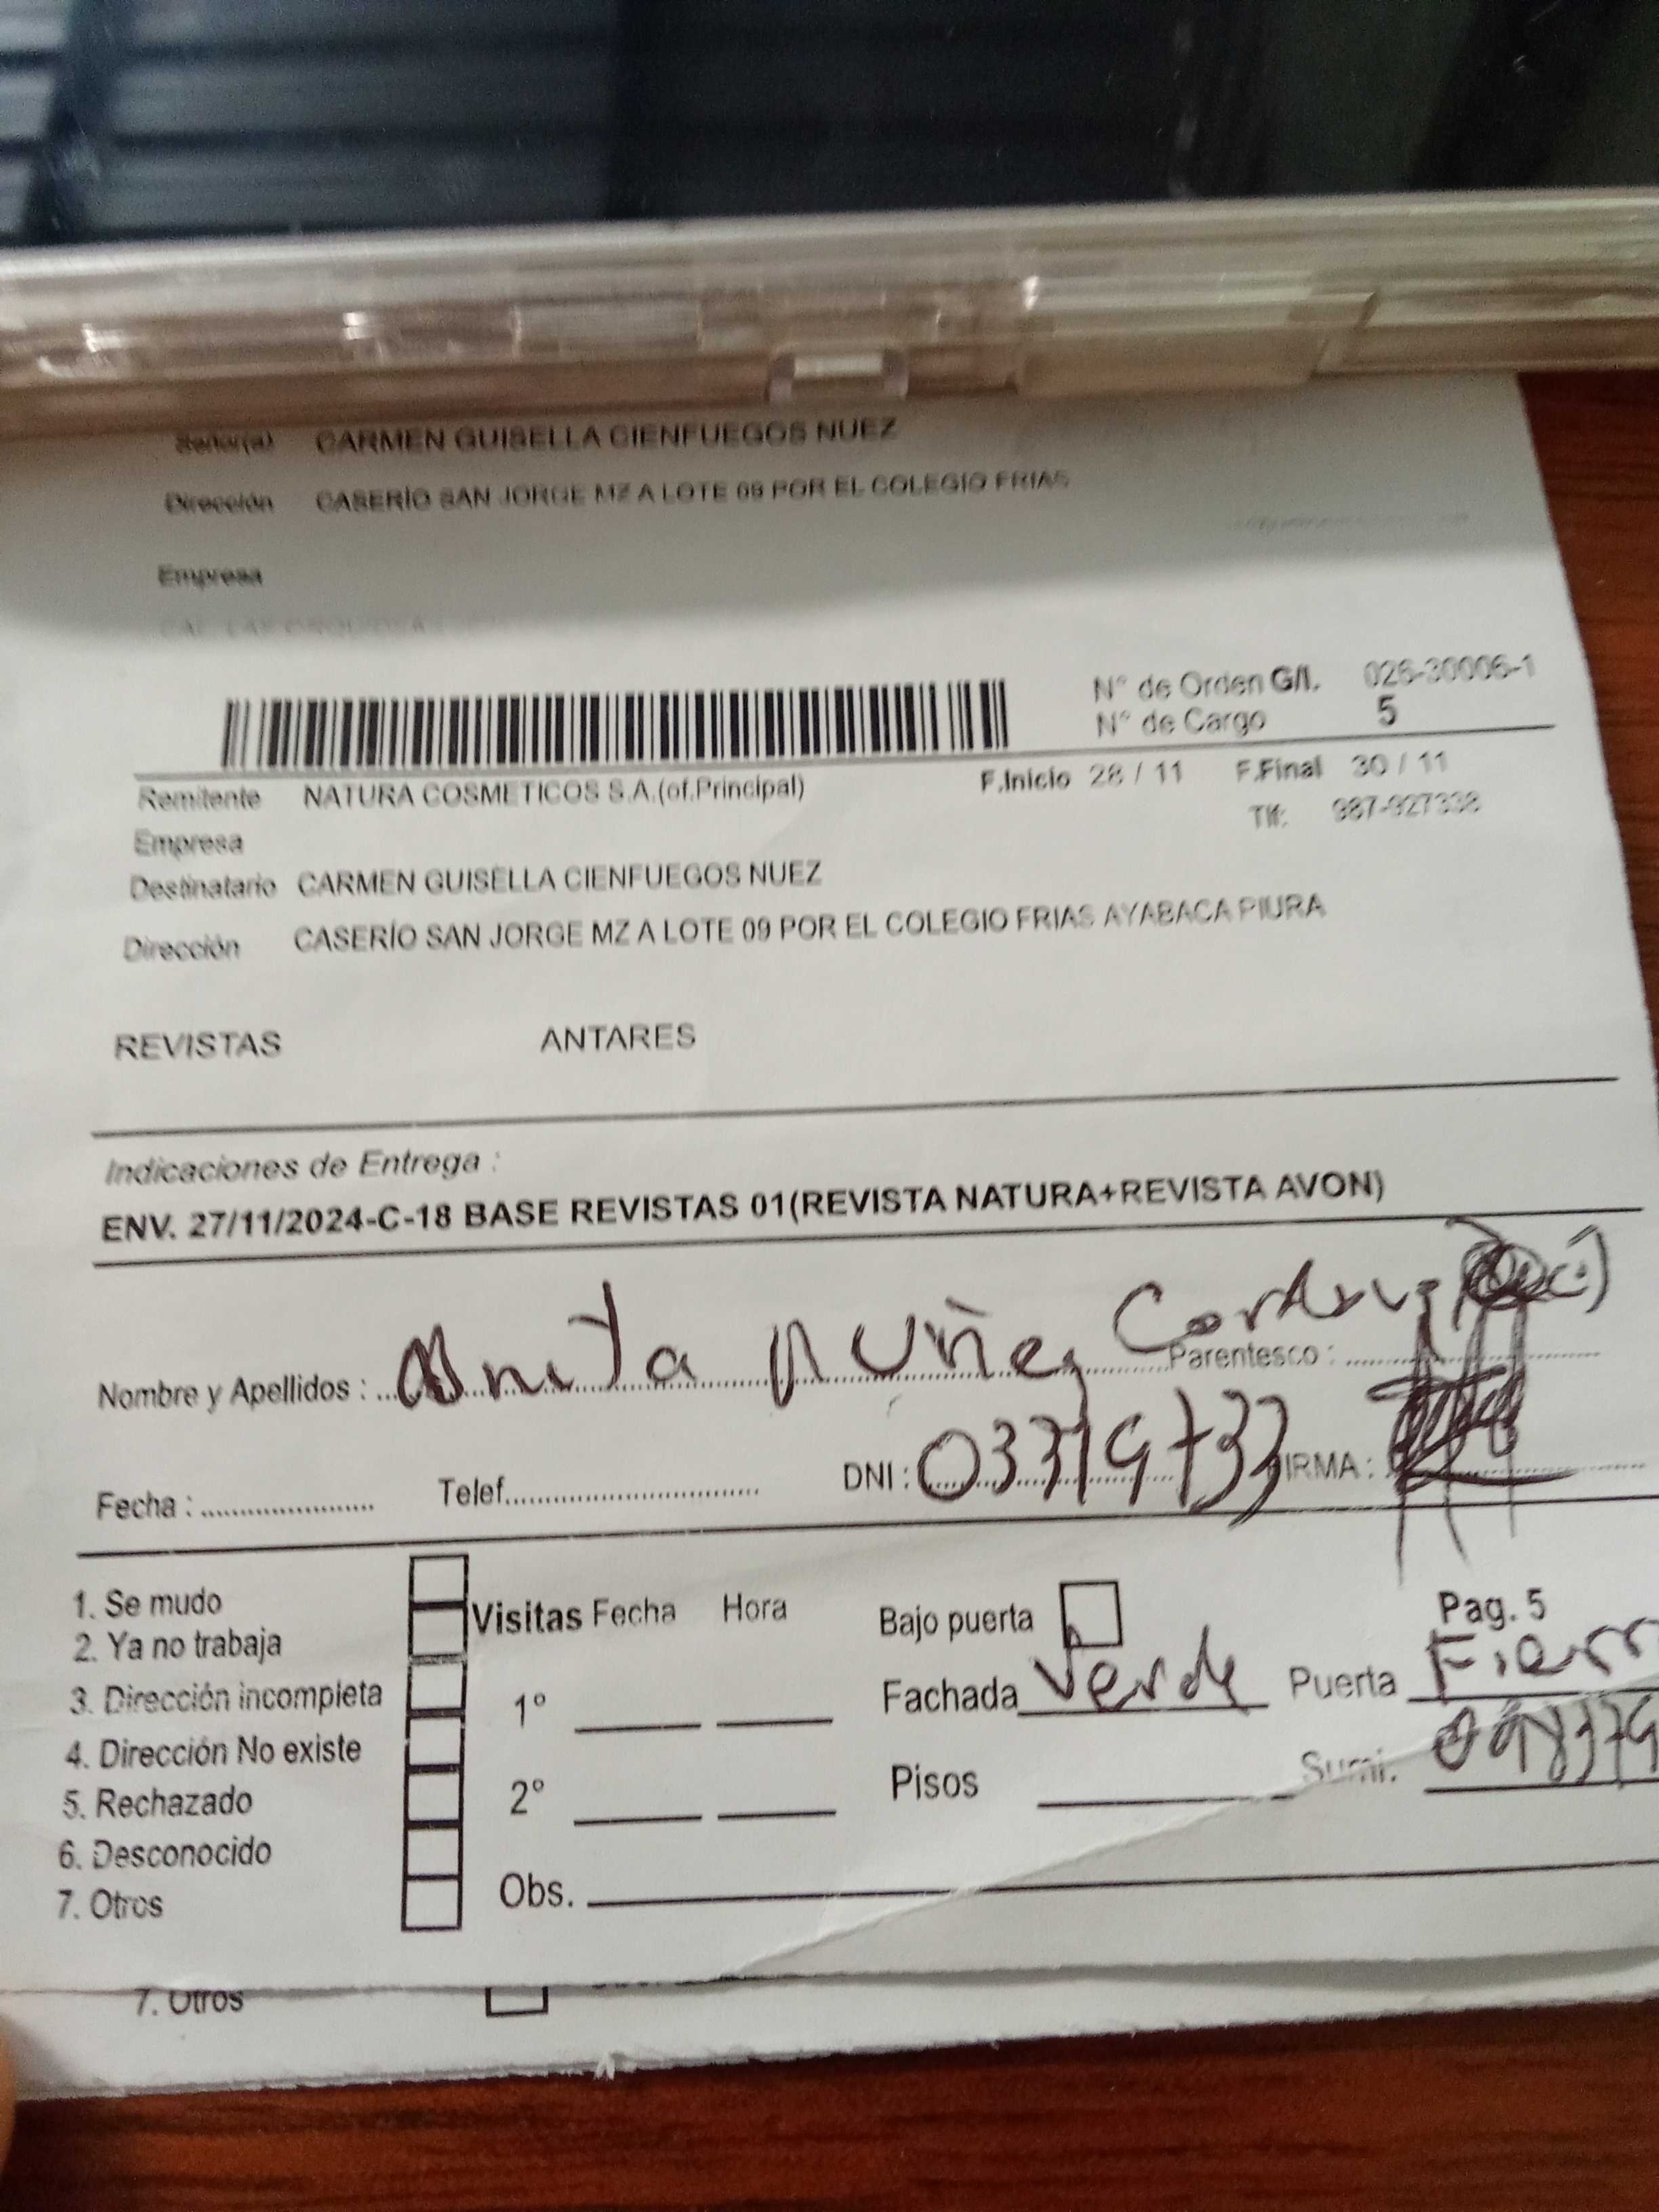 Señor(a) CARMEN GUISELLA CIENFUEGOS NUEZ
Dirección CASERÍO SAN JORGE MZ A LOTE 09 POR EL COLEGIO FRIAS
Empresa
N° de Orden G/I. 026-30006-1
N° de Cargo 5
Remitente NATURA COSMETICOS S.A.(of.Principal) F.Inicio 28 / 11 F.Final 30 / 11
Empresa Tlf: 987-927338
Destinatario CARMEN GUISELLA CIENFUEGOS NUEZ
Dirección CASERÍO SAN JORGE MZ A LOTE 09 POR EL COLEGIO FRIAS AYABACA PIURA
REVISTAS ANTARES
Indicaciones de Entrega :
ENV. 27/11/2024-C-18 BASE REVISTAS 01(REVISTA NATURA+REVISTA AVON)
Nombre y Apellidos : Anita Nuñez Cordova Parentesco :
Fecha : Telef. DNI : 03319733 FIRMA :
1. Se mudo
2. Ya no trabaja
3. Dirección incompleta
4. Dirección No existe
5. Rechazado
6. Desconocido
7. Otros
Visitas Fecha Hora
1°
2°
Obs.
Bajo puerta Pag. 5
Fachada Verde Puerta Fierr
Pisos Sumi. 098379
7. Otros